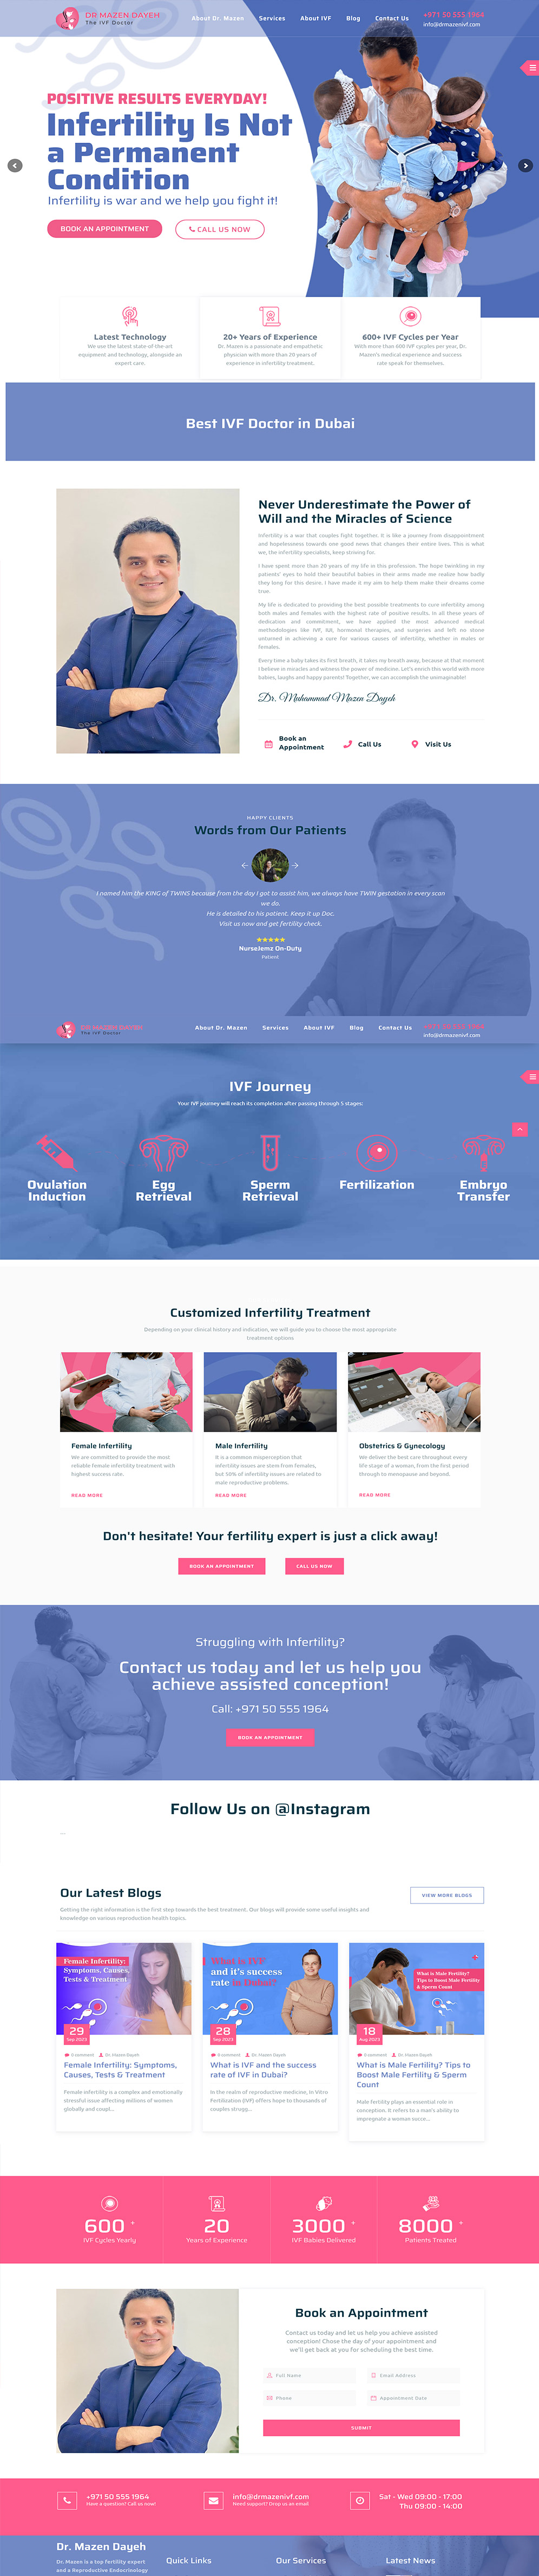 DR MAZEN DAYEH
The IVF Doctor
About Dr. Mazen
Services
About IVF
Blog
Contact Us
+971 50 555 1964
info@drmazenivf.com
POSITIVE RESULTS EVERYDAY!
Infertility Is Not
a Permanent
Condition
Infertility is war and we help you fight it!
BOOK AN APPOINTMENT
CALL US NOW
Latest Technology
We use the latest state-of-the-art
equipment and technology, alongside an
expert care.
20+ Years of Experience
Dr. Mazen is a passionate and empathetic
physician with more than 20 years of
experience in infertility treatment.
600+ IVF Cycles per Year
With more than 600 IVF cycles per year, Dr.
Mazen's medical experience and success
rate speak for themselves.
Best IVF Doctor in Dubai
Never Underestimate the Power of
Will and the Miracles of Science
Infertility is a war that couples fight together. It is like a journey from disappointment
and hopelessness towards one good news that changes their entire lives. This is what
we, the infertility specialists, keep striving for.
I have spent more than 20 years of my life in this profession. The hope twinkling in my
patients' eyes to hold their beautiful babies in their arms made me realize how badly
they long for this desire. I have made it my aim to help them make their dreams come
true.
My life is dedicated to providing the best possible treatments to cure infertility among
both males and females with the highest rate of positive results. In all these years of
dedication and commitment, we have applied the most advanced medical
methodologies like IVF, IUI, hormonal therapies, and surgeries and left no stone
unturned in achieving a cure for various causes of infertility, whether in males or
females.
Every time a baby takes its first breath, it takes my breath away, because at that moment
I believe in miracles and witness the power of medicine. Let's enrich this world with more
babies, laughs and happy parents! Together, we can accomplish the unimaginable!
Dr. Muhammad Mazen Dayeh
Book an
Appointment
Call Us
Visit Us
HAPPY CLIENTS
Words from Our Patients
I named him the KING of TWINS because from the day I got to assist him, we always have TWIN gestation in every scan
we do.
He is detailed to his patient. Keep it up Doc.
Visit us now and get fertility check.
NurseJemz On-Duty
Patient
DR MAZEN DAYEH
The IVF Doctor
About Dr. Mazen
Services
About IVF
Blog
Contact Us
+971 50 555 1964
info@drmazenivf.com
IVF Journey
Your IVF journey will reach its completion after passing through 5 stages.
Ovulation
Induction
Egg
Retrieval
Sperm
Retrieval
Fertilization
Embryo
Transfer
Customized Infertility Treatment
Depending on your clinical history and indication, we will guide you to choose the most appropriate
treatment options
Female Infertility
We are committed to provide the most
reliable female infertility treatment with
highest success rate.
READ MORE
Male Infertility
It is a common misperception that
infertility issues are stem from females,
but 50% of infertility issues are related to
male reproductive problems.
READ MORE
Obstetrics & Gynecology
We deliver the best care throughout every
life stage of a woman, from the first period
through to menopause and beyond.
READ MORE
Don't hesitate! Your fertility expert is just a click away!
BOOK AN APPOINTMENT
CALL US NOW
Struggling with Infertility?
Contact us today and let us help you
achieve assisted conception!
Call: +971 50 555 1964
BOOK AN APPOINTMENT
Follow Us on @Instagram
Our Latest Blogs
Getting the right information is the first step towards the best treatment. Our blogs will provide some useful insights and
knowledge on various reproduction health topics.
VIEW MORE BLOGS
Female Infertility:
Symptoms, Causes,
Tests & Treatment
29
Sep 2023
0 comment
Dr. Mazen Dayeh
Female Infertility: Symptoms,
Causes, Tests & Treatment
Female infertility is a complex and emotionally
stressful issue affecting millions of women
globally and coupl...
What is IVF
and it's success
rate in Dubai?
28
Sep 2023
0 comment
Dr. Mazen Dayeh
What is IVF and the success
rate of IVF in Dubai?
In the realm of reproductive medicine, In Vitro
Fertilization (IVF) offers hope to thousands of
couples strugg...
What is Male Fertility?
Tips to Boost Male Fertility
& Sperm Count
18
Aug 2023
0 comment
Dr. Mazen Dayeh
What is Male Fertility? Tips to
Boost Male Fertility & Sperm
Count
Male fertility plays an essential role in
conception. It refers to a man's ability to
impregnate a woman succe...
600 +
IVF Cycles Yearly
20
Years of Experience
3000 +
IVF Babies Delivered
8000 +
Patients Treated
Book an Appointment
Contact us today and let us help you achieve assisted
conception! Chose the day of your appointment and
we'll get back at you for scheduling the best time.
Full Name
Email Address
Phone
Appointment Date
SUBMIT
+971 50 555 1964
Have a question? Call us now!
info@drmazenivf.com
Need support? Drop us an email
Sat - Wed 09:00 - 17:00
Thu 09:00 - 14:00
Dr. Mazen Dayeh
Dr. Mazen is a top fertility expert
and a Reproductive Endocrinology
Quick Links
Our Services
Latest News